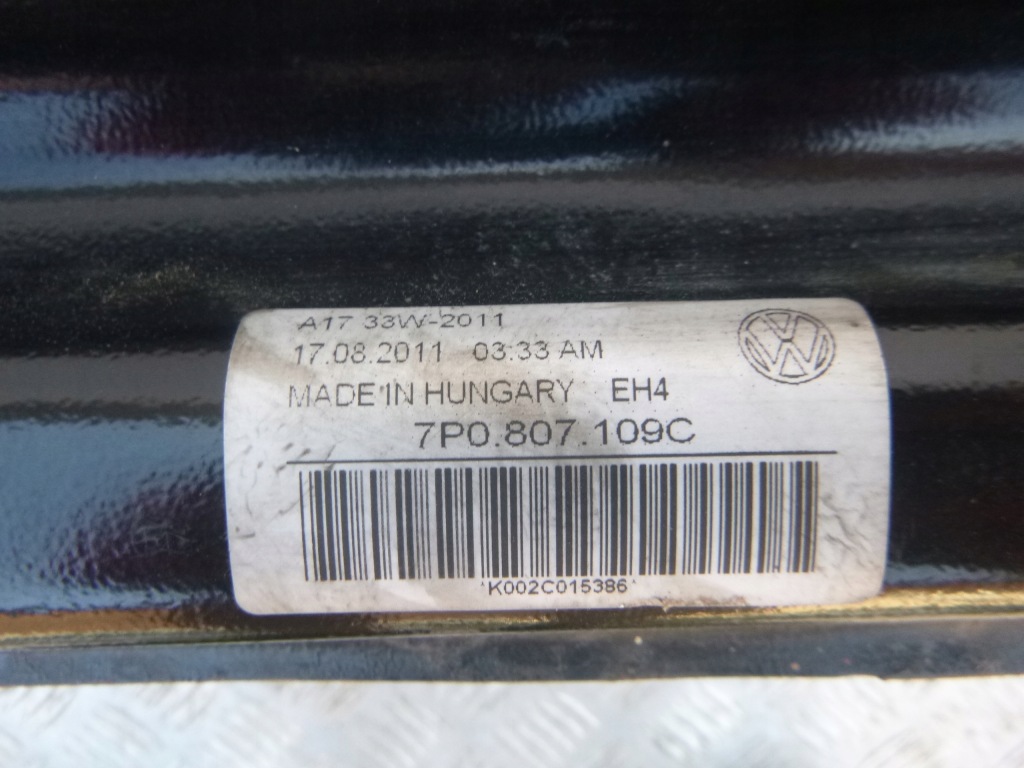 A17 33W-2011
17.08.2011 03:33 AM
MADE IN HUNGARY EH4
7P0.807.109C
*K002C015386*